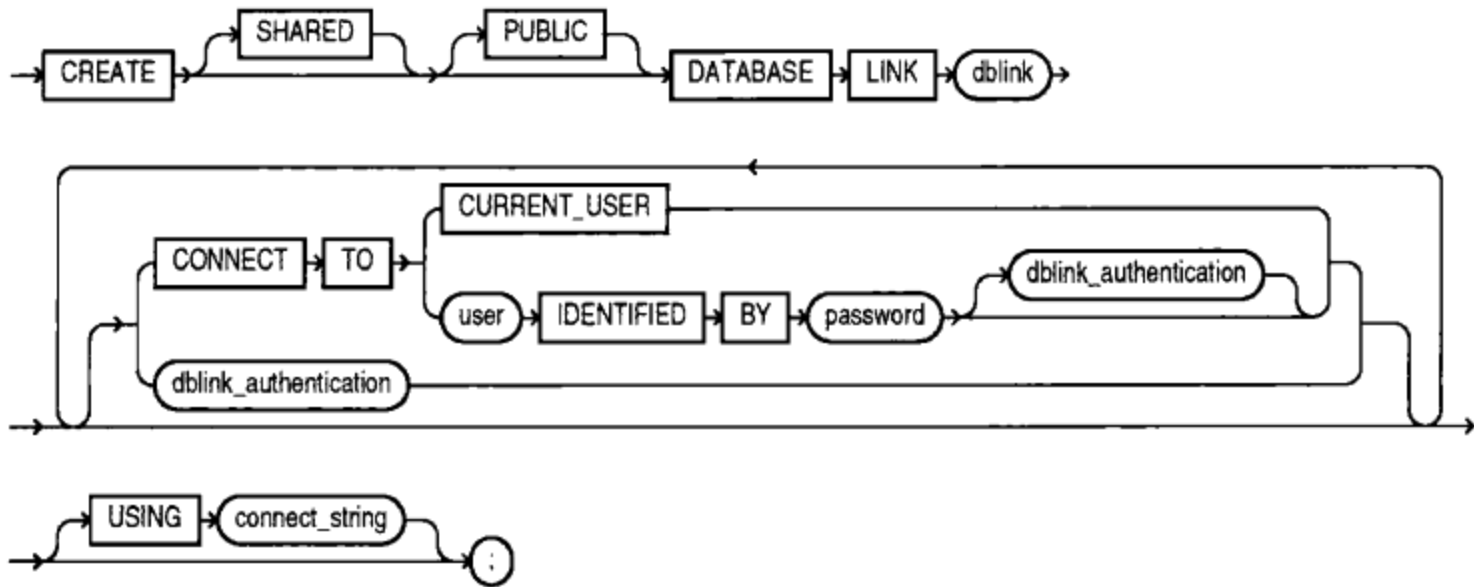 SHARED PUBLIC
CREATE DATABASE LINK dblink
CURRENT_USER
CONNECT TO dblink_authentication
user IDENTIFIED BY password
dblink_authentication
USING connect_string
;